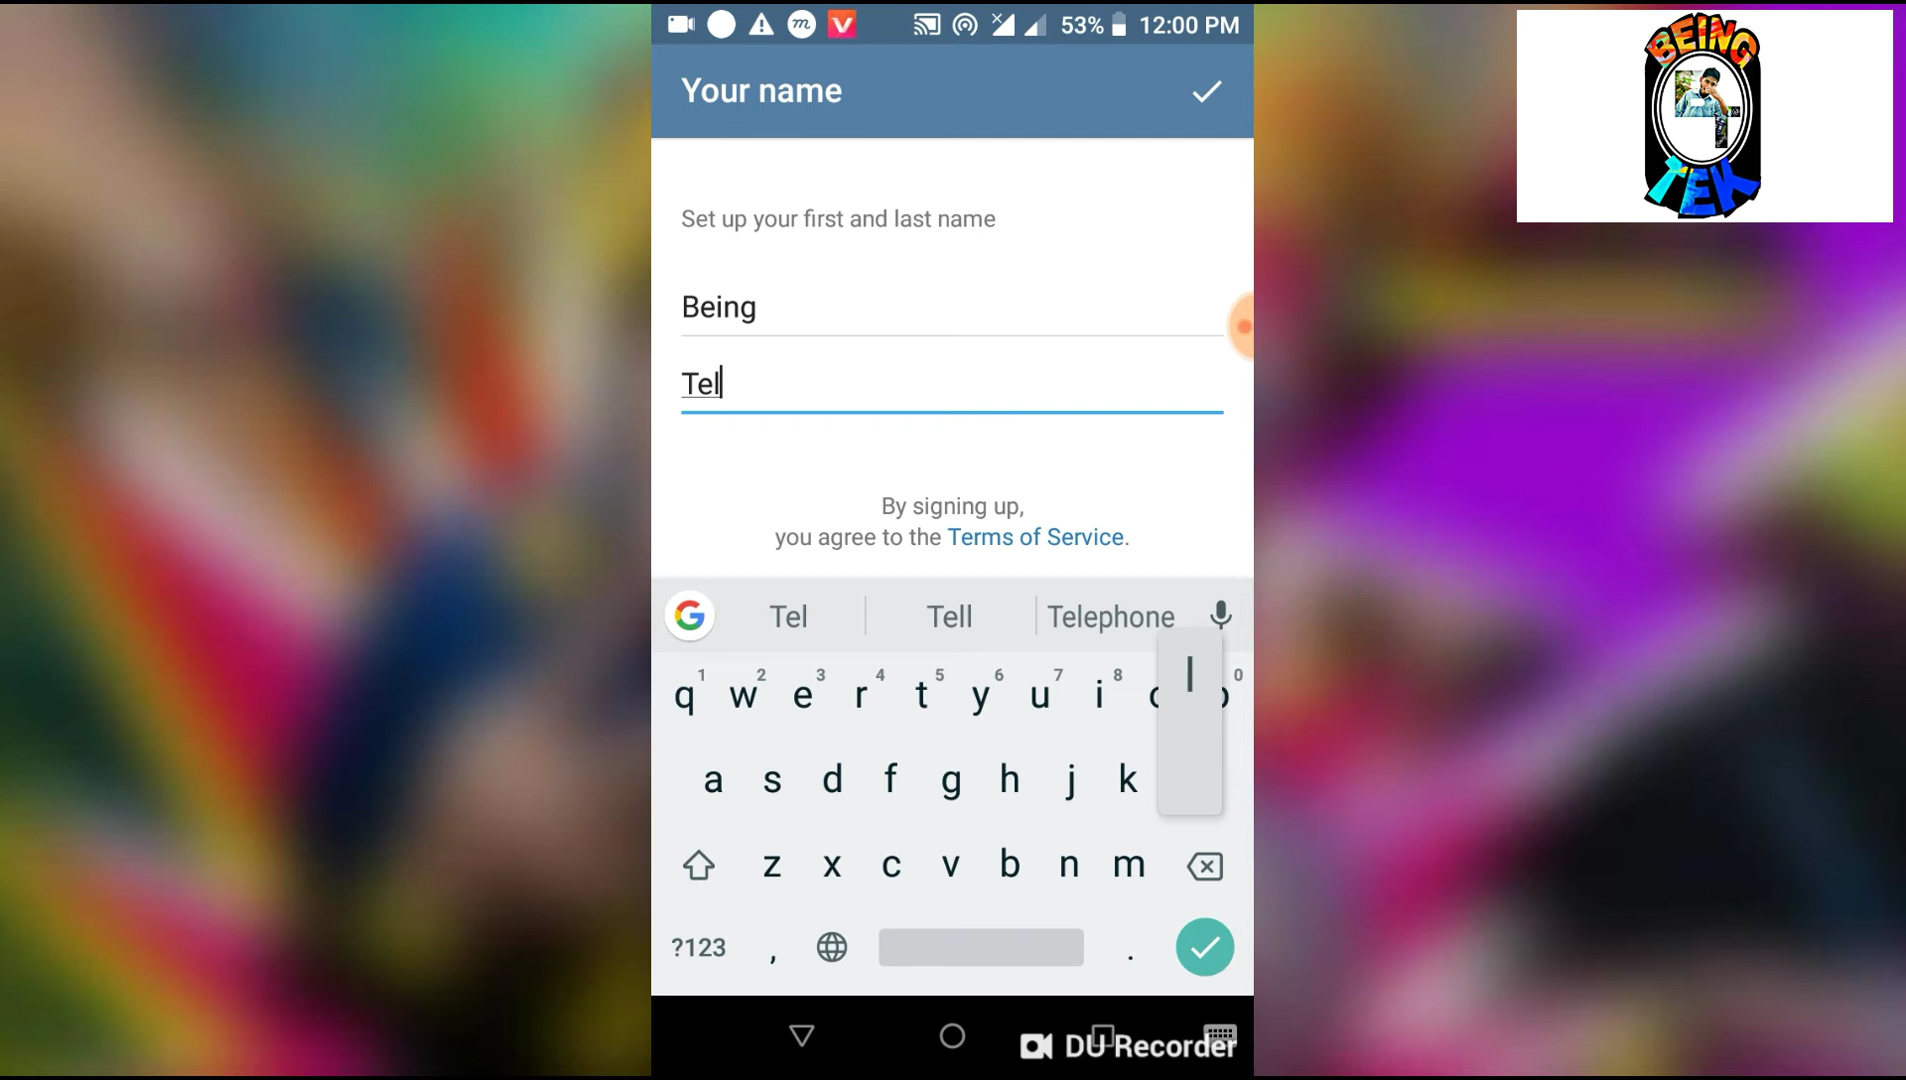 53% 12:00 PM
BEING
TEK
Your name
Set up your first and last name
Being
Tel
By signing up,
you agree to the Terms of Service.
Tel Tell Telephone
1 2 3 4 5 6 7 8 0
q w e r t y u i
l
a s d f g h j k
z x c v b n m
?123 , .
DU Recorder